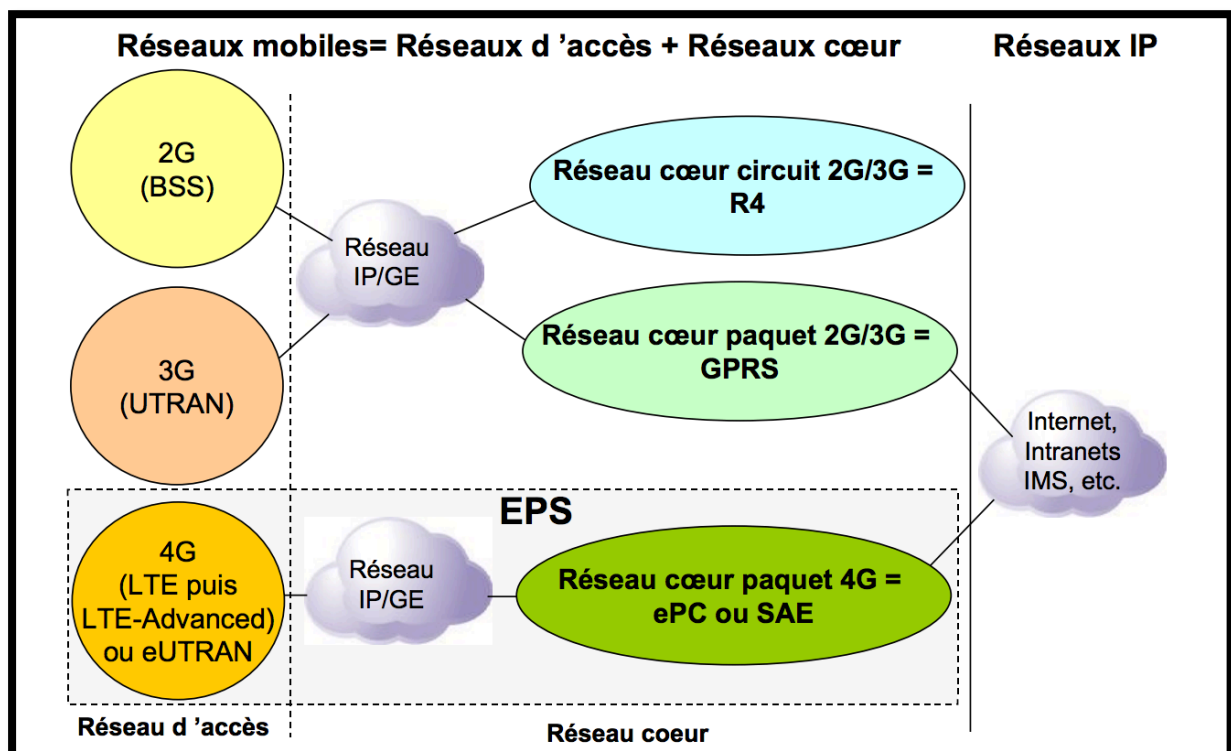 Réseaux mobiles= Réseaux d ’accès + Réseaux cœur
Réseaux IP
2G
(BSS)
Réseau cœur circuit 2G/3G =
R4
Réseau
IP/GE
3G
(UTRAN)
Réseau cœur paquet 2G/3G =
GPRS
Internet,
Intranets
IMS, etc.
EPS
4G
(LTE puis
LTE-Advanced)
ou eUTRAN
Réseau
IP/GE
Réseau cœur paquet 4G =
ePC ou SAE
Réseau d ’accès
Réseau coeur